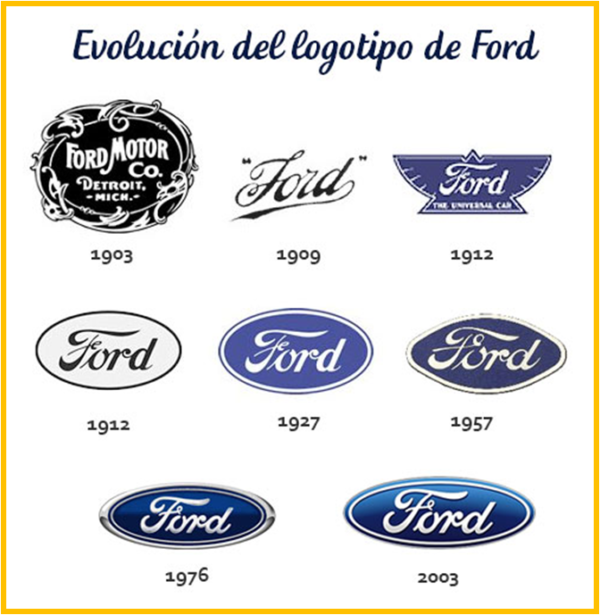 Evolución del logotipo de Ford
FORD MOTOR
CO.
DETROIT,
-MICH.-
"Ford"
Ford
THE UNIVERSAL CAR
1903
1909
1912
Ford
Ford
Ford
1912
1927
1957
Ford
Ford
1976
2003